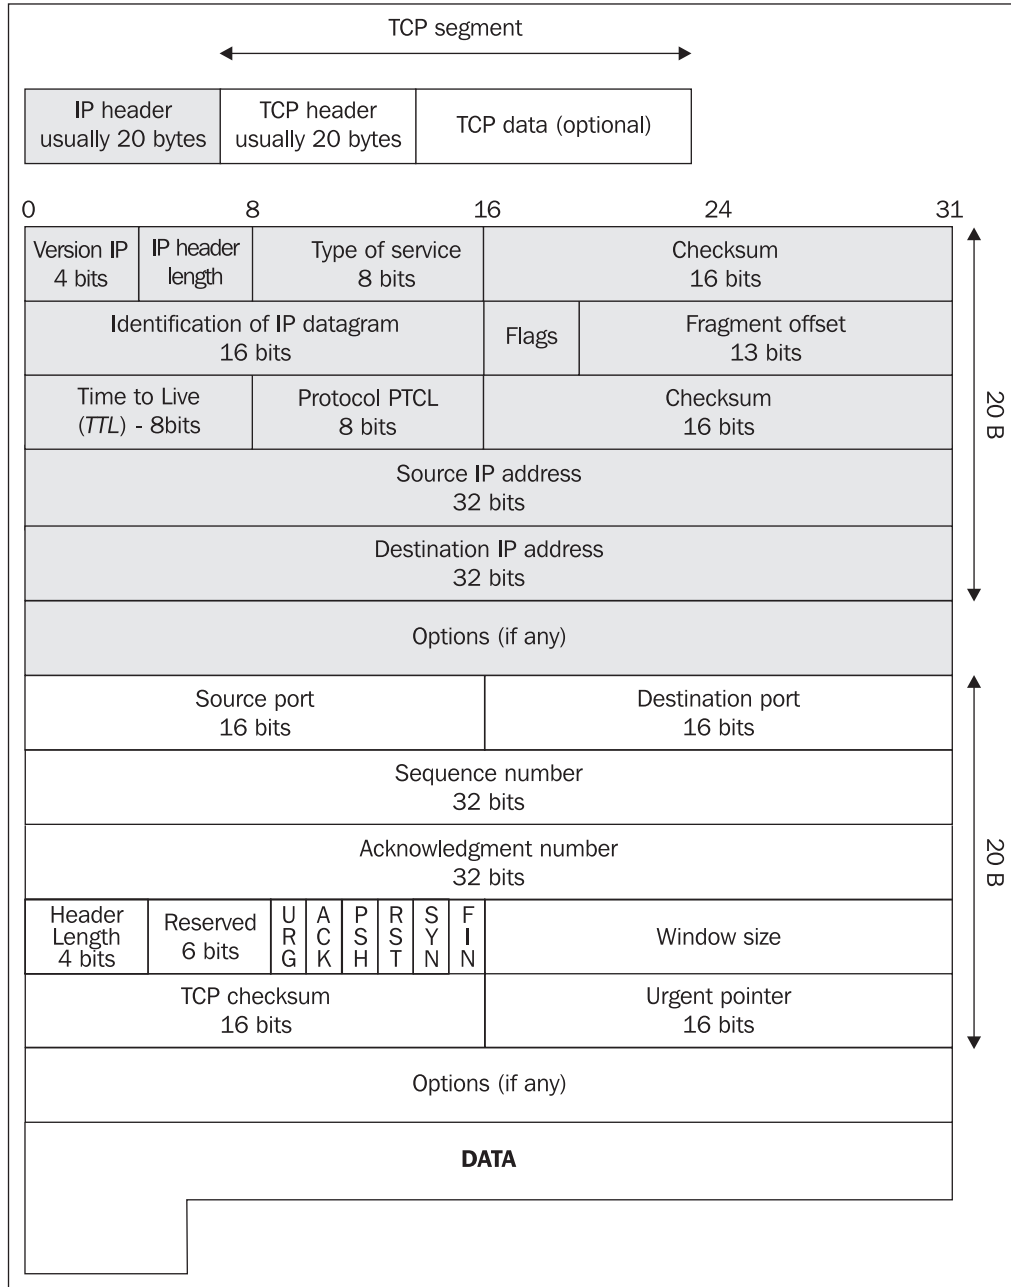 TCP segment
IP header TCP header
usually 20 bytes usually 20 bytes TCP data (optional)
0 8 16 24 31
Version IP IP header Type of service Checksum
4 bits length 8 bits 16 bits
Identification of IP datagram Flags Fragment offset
16 bits 13 bits
Time to Live Protocol PTCL Checksum
(TTL) - 8bits 8 bits 16 bits
20 B
Source IP address
32 bits
Destination IP address
32 bits
Options (if any)
Source port Destination port
16 bits 16 bits
Sequence number
32 bits
Acknowledgment number
32 bits
20 B
Header Reserved URG ACK PSH RST SYN FIN Window size
Length 6 bits
4 bits
TCP checksum Urgent pointer
16 bits 16 bits
Options (if any)
DATA